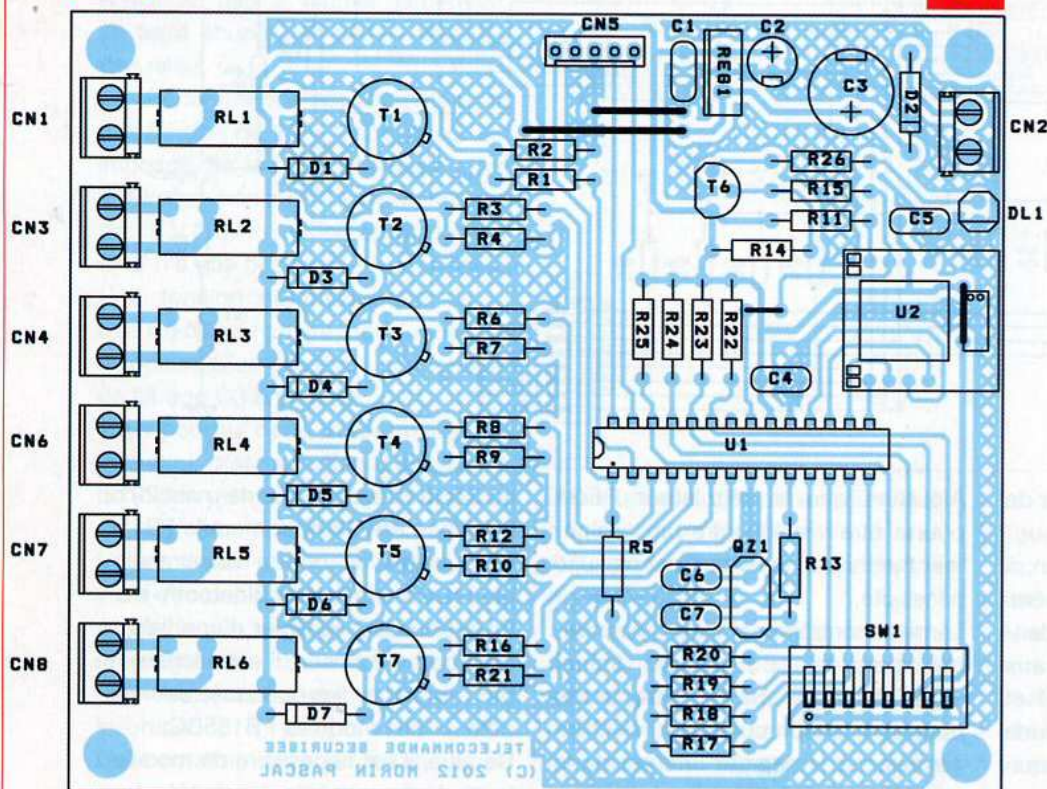 CN5
C1
C2
REG1
C3
D2
CN1
RL1
T1
CN2
R2
R26
D1
R1
T6
R15
R3
R11
C5
DL1
CN3
RL2
T2
R4
R14
D3
U2
R6
R25
R24
R23
R22
CN4
RL3
T3
R7
D4
C4
R8
CN6
RL4
T4
R9
U1
D5
R12
R5
QZ1
R13
CN7
RL5
T5
R10
C6
D6
C7
SW1
R16
R20
CN8
RL6
T7
R21
R19
D7
R18
R17
TELECOMMANDE SECURISEE
(C) 2012 MORIN PASCAL